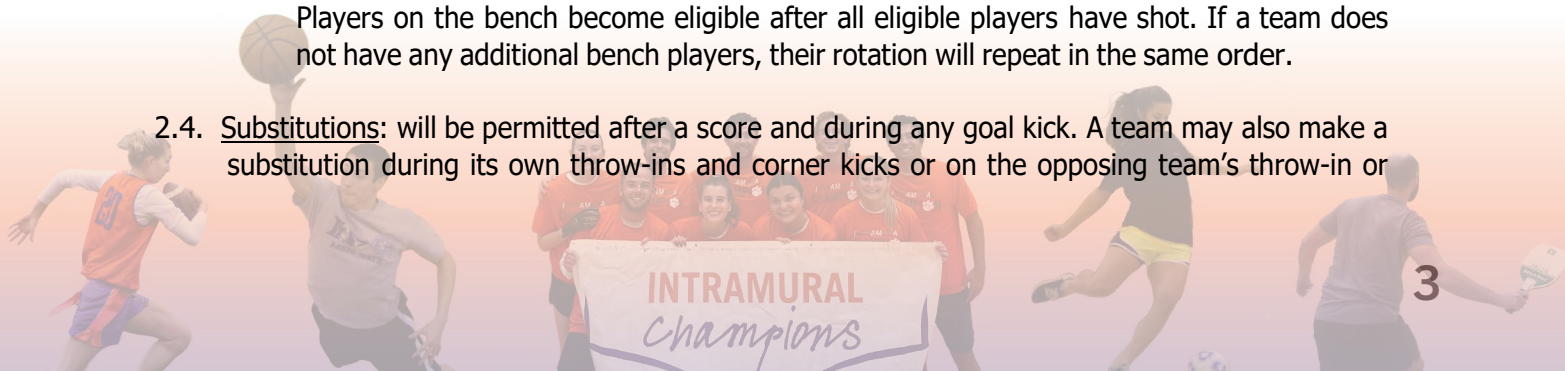 Players on the bench become eligible after all eligible players have shot. If a team does
not have any additional bench players, their rotation will repeat in the same order.
2.4. Substitutions: will be permitted after a score and during any goal kick. A team may also make a
substitution during its own throw-ins and corner kicks or on the opposing team's throw-in or
INTRAMURAL
Champions
3